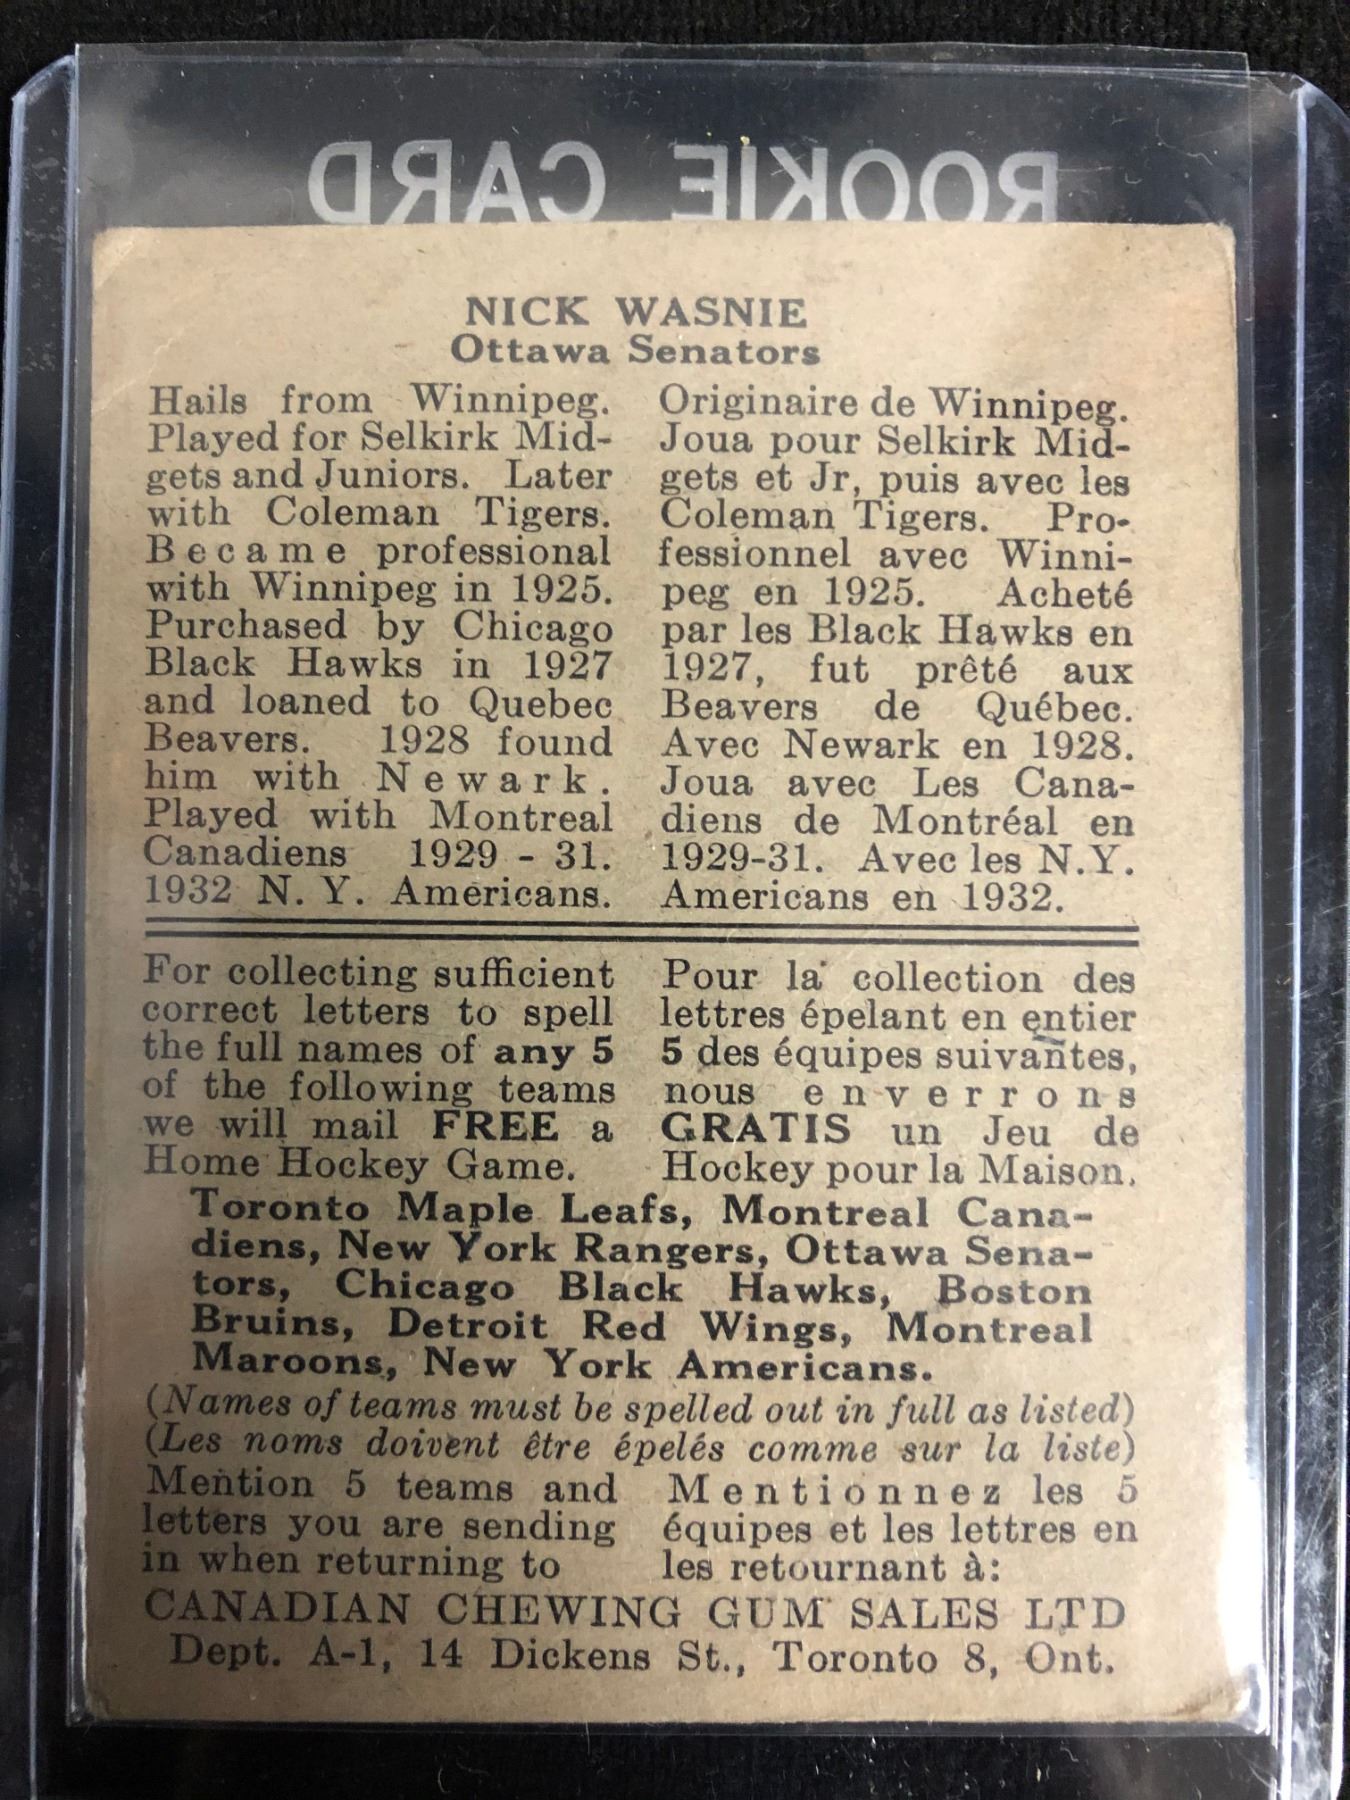 ROOKIE CARD
NICK WASNIE
Ottawa Senators
Hails from Winnipeg.
Played for Selkirk Mid-
gets and Juniors. Later
with Coleman Tigers.
Became professional
with Winnipeg in 1925.
Purchased by Chicago
Black Hawks in 1927
and loaned to Quebec
Beavers. 1928 found
him with Newark.
Played with Montreal
Canadiens 1929 - 31.
1932 N. Y. Americans.
Originaire de Winnipeg.
Joua pour Selkirk Mid-
gets et Jr, puis avec les
Coleman Tigers. Pro-
fessionnel avec Winni-
peg en 1925. Acheté
par les Black Hawks en
1927, fut prêté aux
Beavers de Québec.
Avec Newark en 1928.
Joua avec Les Cana-
diens de Montréal en
1929-31. Avec les N.Y.
Americans en 1932.
For collecting sufficient
correct letters to spell
the full names of any 5
of the following teams
we will mail FREE a
Home Hockey Game.
Pour la collection des
lettres épelant en entier
5 des équipes suivantes,
nous enverrons
GRATIS un Jeu de
Hockey pour la Maison.
Toronto Maple Leafs, Montreal Cana-
diens, New York Rangers, Ottawa Sena-
tors, Chicago Black Hawks, Boston
Bruins, Detroit Red Wings, Montreal
Maroons, New York Americans.
(Names of teams must be spelled out in full as listed)
(Les noms doivent être épelés comme sur la liste)
Mention 5 teams and
letters you are sending
in when returning to
Mentionnez les 5
équipes et les lettres en
les retournant à:
CANADIAN CHEWING GUM SALES LTD
Dept. A-1, 14 Dickens St., Toronto 8, Ont.